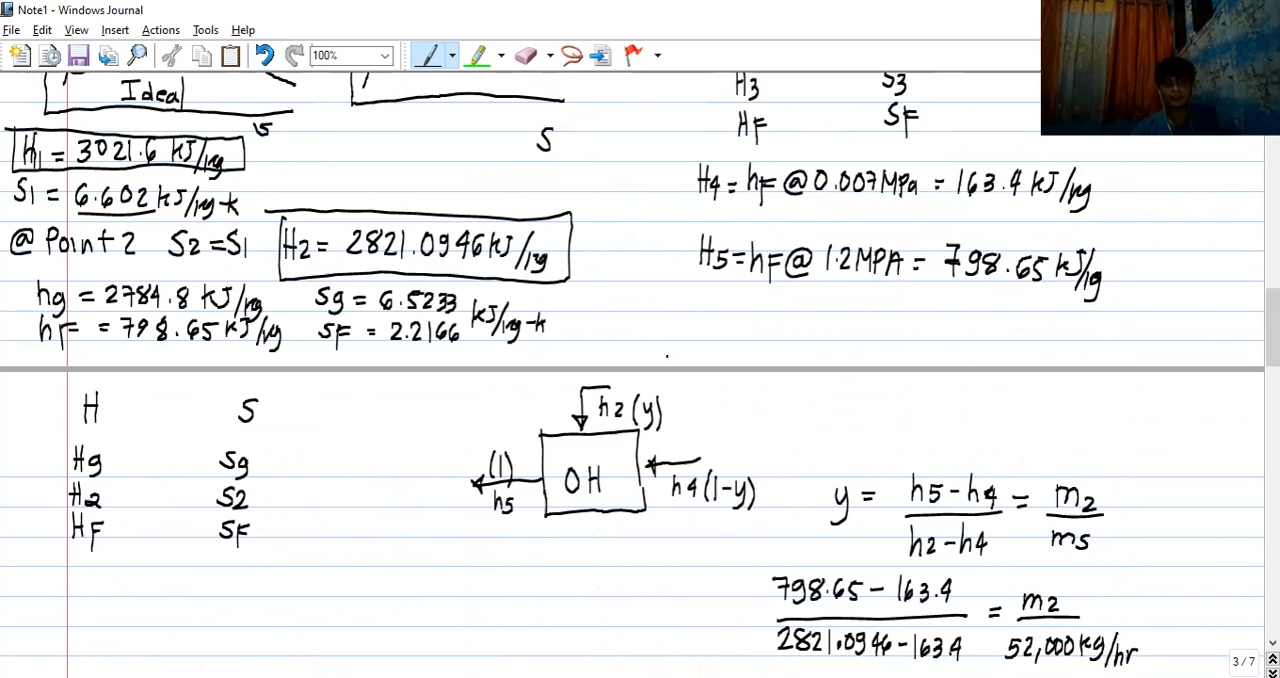 Note1 - Windows Journal
File Edit View Insert Actions Tools Help
100%
Ideal
S
S
H3 S3
HF SF
h1 = 3021.6 KJ/kg
S1 = 6.602 KJ/kg-k
@ Point 2 S2 = S1
H2 = 2821.0946 KJ/kg
hg = 2784.8 KJ/kg Sg = 6.5233
hF = 798.65 KJ/kg SF = 2.2166 KJ/kg-k
H4 = hF @ 0.007MPa = 163.4 KJ/kg
H5 = hF @ 1.2MPA = 798.65 KJ/kg
H S
Hg Sg
H2 S2
HF SF
h2 (y)
(1)
h5
OH
h4 (1-y)
y = h5-h4 / h2-h4 = m2 / ms
798.65 - 163.4 / 2821.0946 - 163.4 = m2 / 52,000 kg/hr
3 / 7